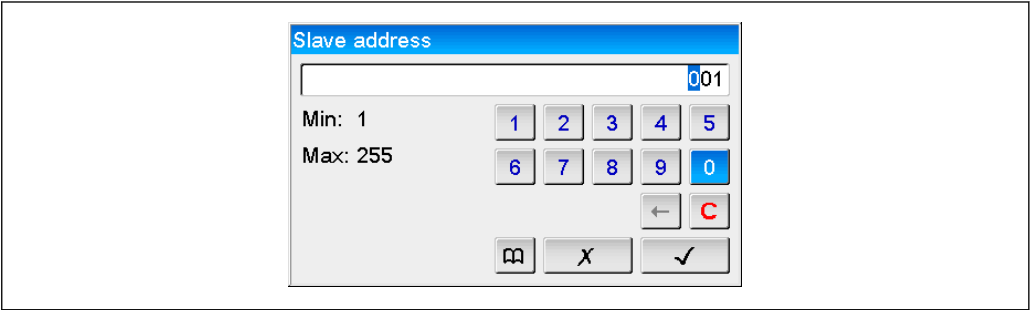 Slave address
001
Min: 1
1 2 3 4 5
Max: 255
6 7 8 9 0
← C
X ✓